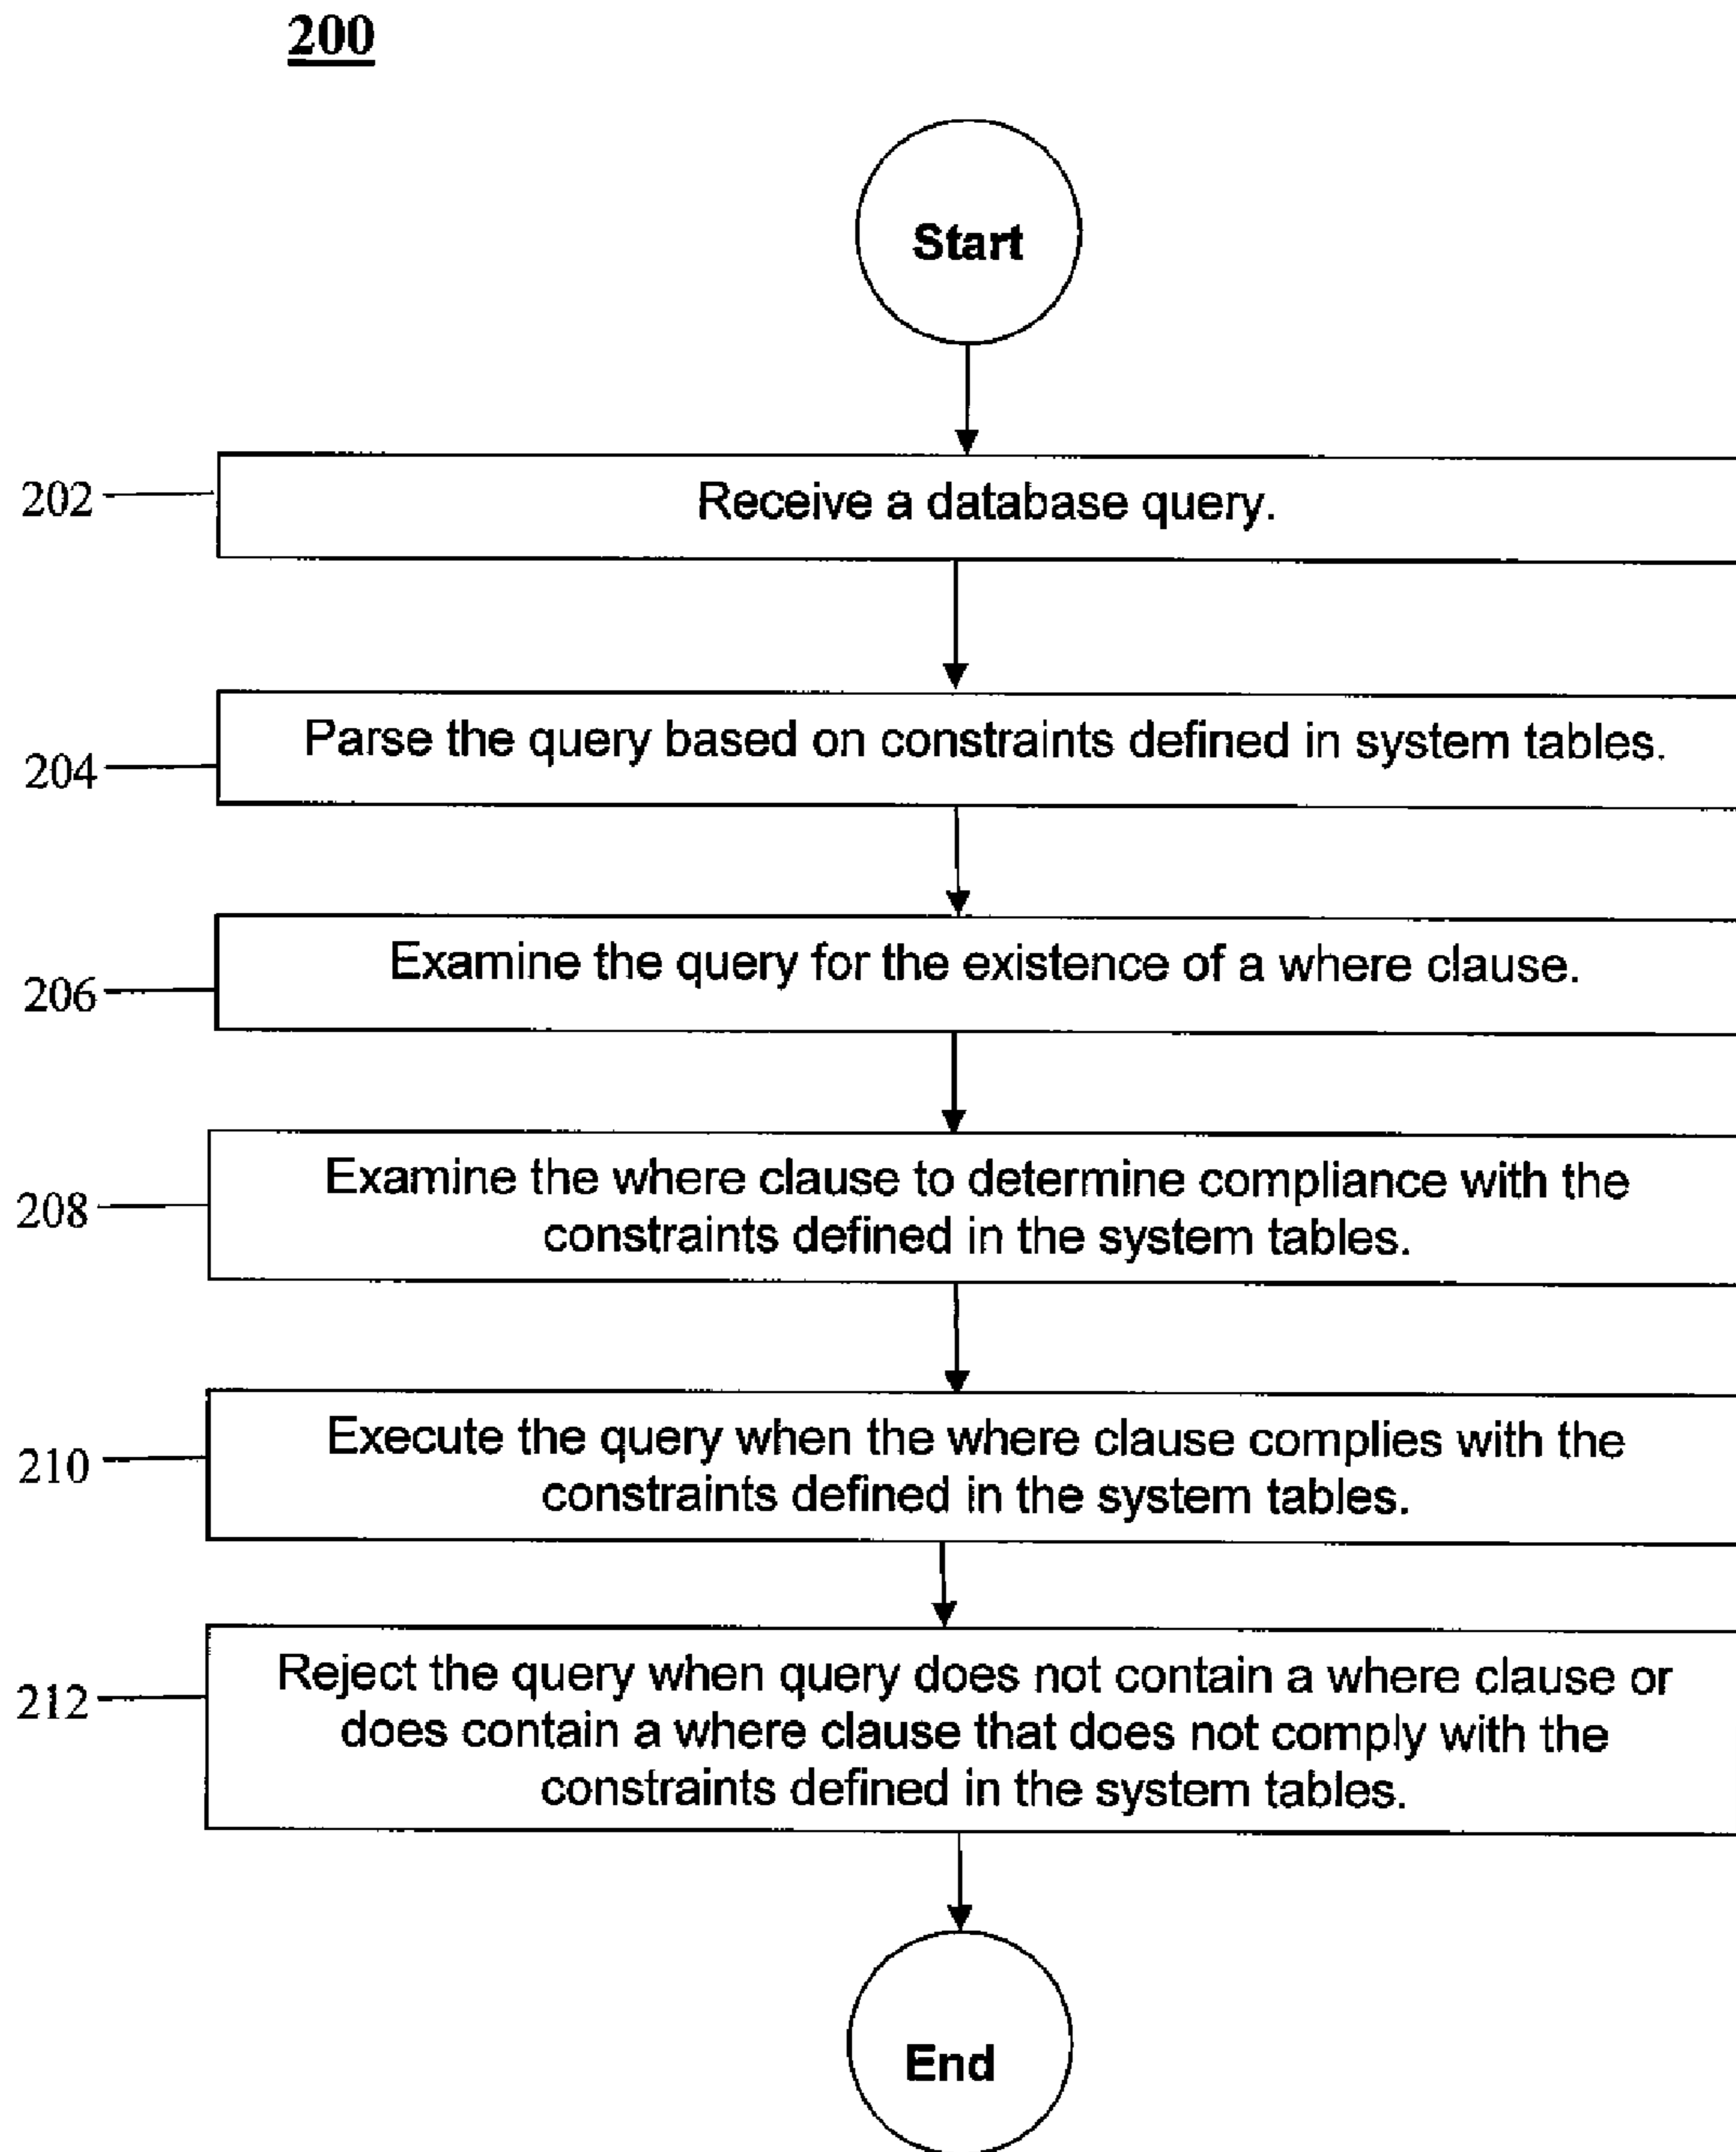 200
Start
202
Receive a database query.
204
Parse the query based on constraints defined in system tables.
206
Examine the query for the existence of a where clause.
208
Examine the where clause to determine compliance with the
constraints defined in the system tables.
210
Execute the query when the where clause complies with the
constraints defined in the system tables.
212
Reject the query when query does not contain a where clause or
does contain a where clause that does not comply with the
constraints defined in the system tables.
End